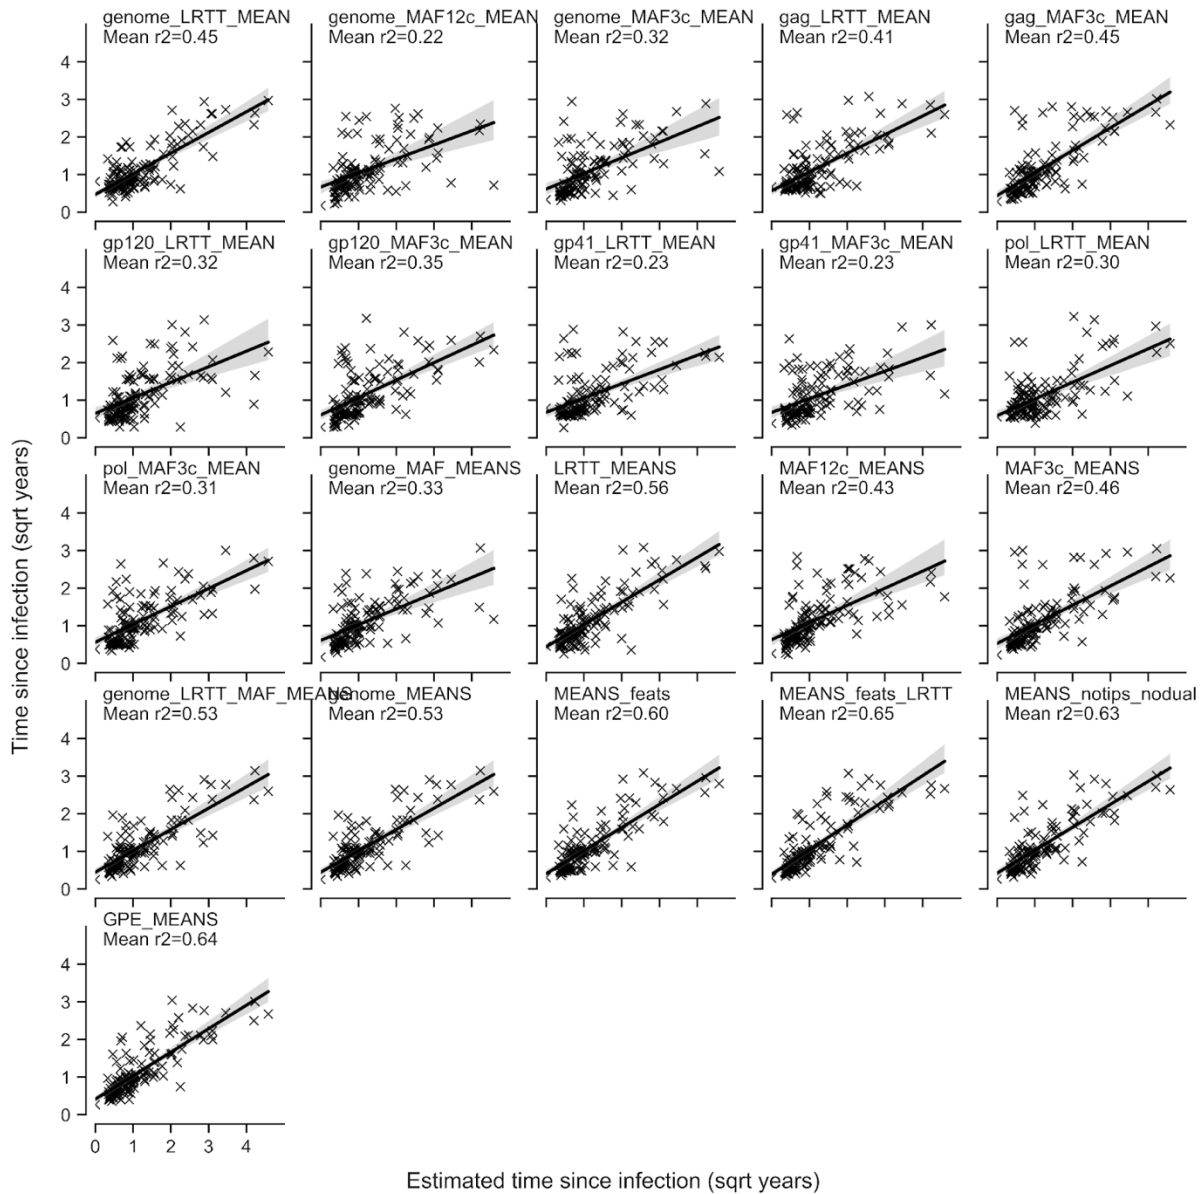 genome_LRTT_MEAN
Mean r2=0.45
genome_MAF12c_MEAN
Mean r2=0.22
genome_MAF3c_MEAN
Mean r2=0.32
gag_LRTT_MEAN
Mean r2=0.41
gag_MAF3c_MEAN
Mean r2=0.45
4
3
2
1
0
gp120_LRTT_MEAN
Mean r2=0.32
gp120_MAF3c_MEAN
Mean r2=0.35
gp41_LRTT_MEAN
Mean r2=0.23
gp41_MAF3c_MEAN
Mean r2=0.23
pol_LRTT_MEAN
Mean r2=0.30
4
3
2
1
0
pol_MAF3c_MEAN
Mean r2=0.31
genome_MAF_MEANS
Mean r2=0.33
LRTT_MEANS
Mean r2=0.56
MAF12c_MEANS
Mean r2=0.43
MAF3c_MEANS
Mean r2=0.46
4
3
2
1
0
genome_LRTT_MAF_MEANS
Mean r2=0.53
genome_MEANS
Mean r2=0.53
MEANS_feats
Mean r2=0.60
MEANS_feats_LRTT
Mean r2=0.65
MEANS_notips_nodual
Mean r2=0.63
4
3
2
1
0
GPE_MEANS
Mean r2=0.64
4
3
2
1
0
0 1 2 3 4
Time since infection (sqrt years)
Estimated time since infection (sqrt years)